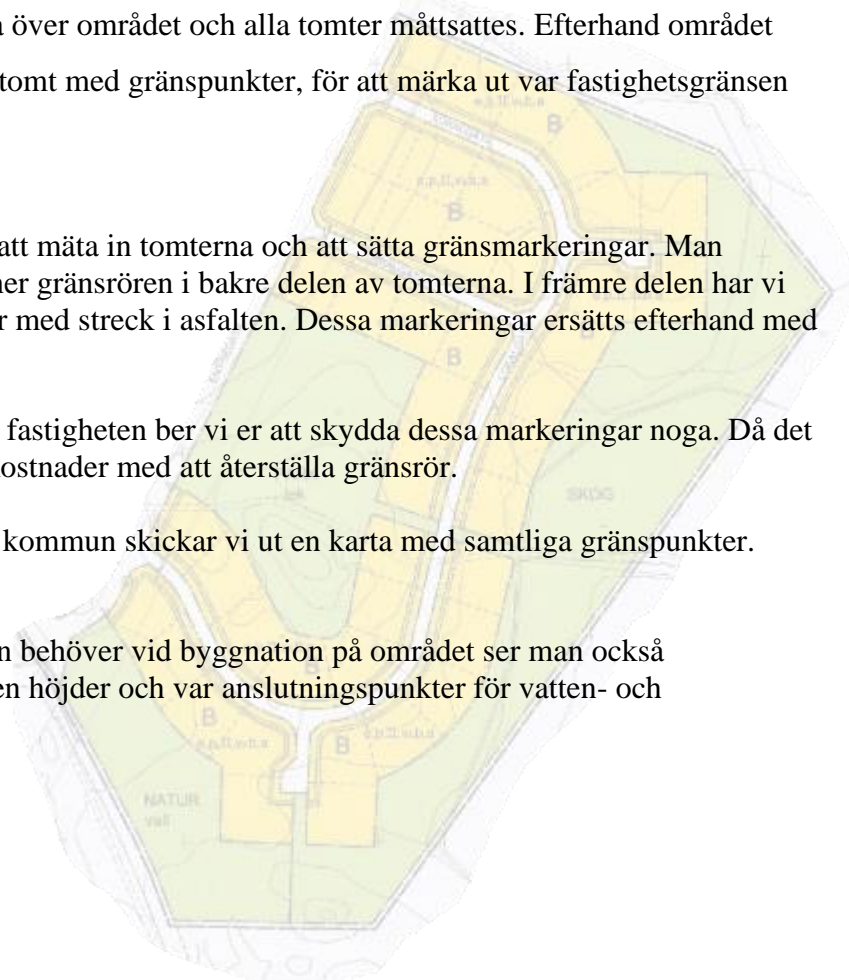 över området och alla tomter måttsattes. Efterhand området
tomt med gränspunkter, för att märka ut var fastighetsgränsen
att mäta in tomterna och att sätta gränsmarkeringar. Man
ner gränsrören i bakre delen av tomterna. I främre delen har vi
r med streck i asfalten. Dessa markeringar ersätts efterhand med
fastigheten ber vi er att skydda dessa markeringar noga. Då det
kostnader med att återställa gränsrör.
kommun skickar vi ut en karta med samtliga gränspunkter.
n behöver vid byggnation på området ser man också
en höjder och var anslutningspunkter för vatten- och
B
B
B
B
B
B
B
SKOG
NATUR
vall